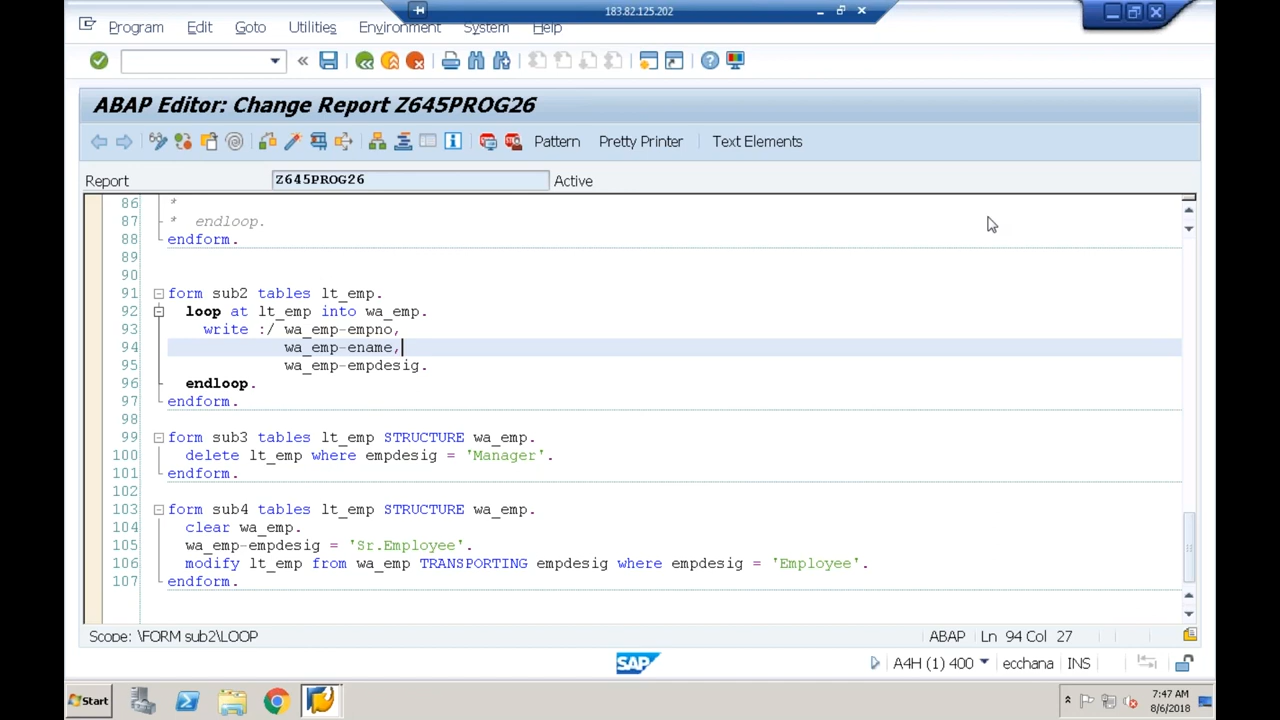 183.82.125.202
Program Edit Goto Utilities Environment System Help
ABAP Editor: Change Report Z645PROG26
Pattern Pretty Printer Text Elements
Report Z645PROG26 Active
86 *
87 *  endloop.
88 endform.
89
90
91 form sub2 tables lt_emp.
92 loop at lt_emp into wa_emp.
93 write :/ wa_emp-empno,
94 wa_emp-ename,
95 wa_emp-empdesig.
96 endloop.
97 endform.
98
99 form sub3 tables lt_emp STRUCTURE wa_emp.
100 delete lt_emp where empdesig = 'Manager'.
101 endform.
102
103 form sub4 tables lt_emp STRUCTURE wa_emp.
104 clear wa_emp.
105 wa_emp-empdesig = 'Sr.Employee'.
106 modify lt_emp from wa_emp TRANSPORTING empdesig where empdesig = 'Employee'.
107 endform.
Scope: \FORM sub2\LOOP ABAP Ln 94 Col 27
SAP A4H (1) 400 ecchana INS
Start 7:47 AM
8/6/2018